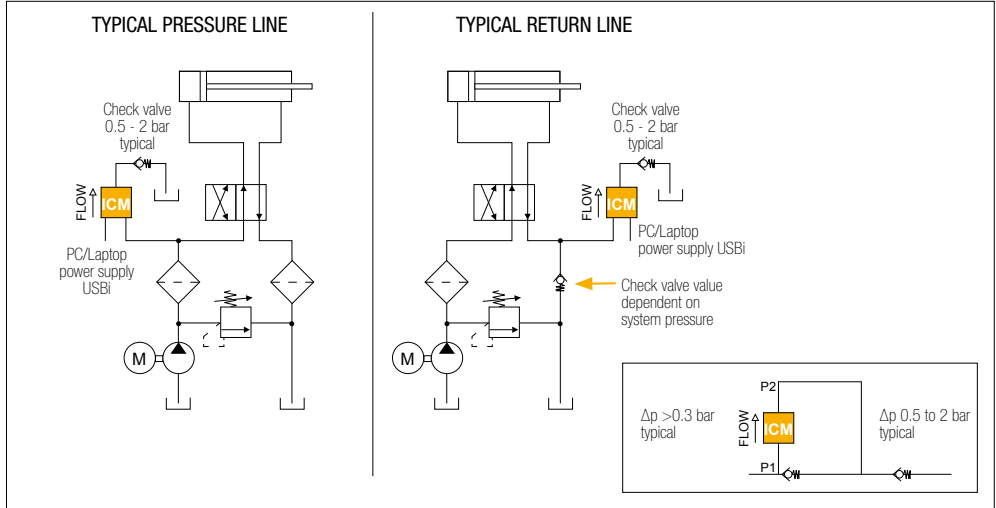 TYPICAL PRESSURE LINE
Check valve
0.5 - 2 bar
typical
FLOW
ICM
PC/Laptop
power supply
USBi
M
TYPICAL RETURN LINE
Check valve
0.5 - 2 bar
typical
FLOW
ICM
PC/Laptop
power supply USBi
Check valve value
dependent on
system pressure
M
P2
Δp >0.3 bar
typical
FLOW
ICM
P1
Δp 0.5 to 2 bar
typical